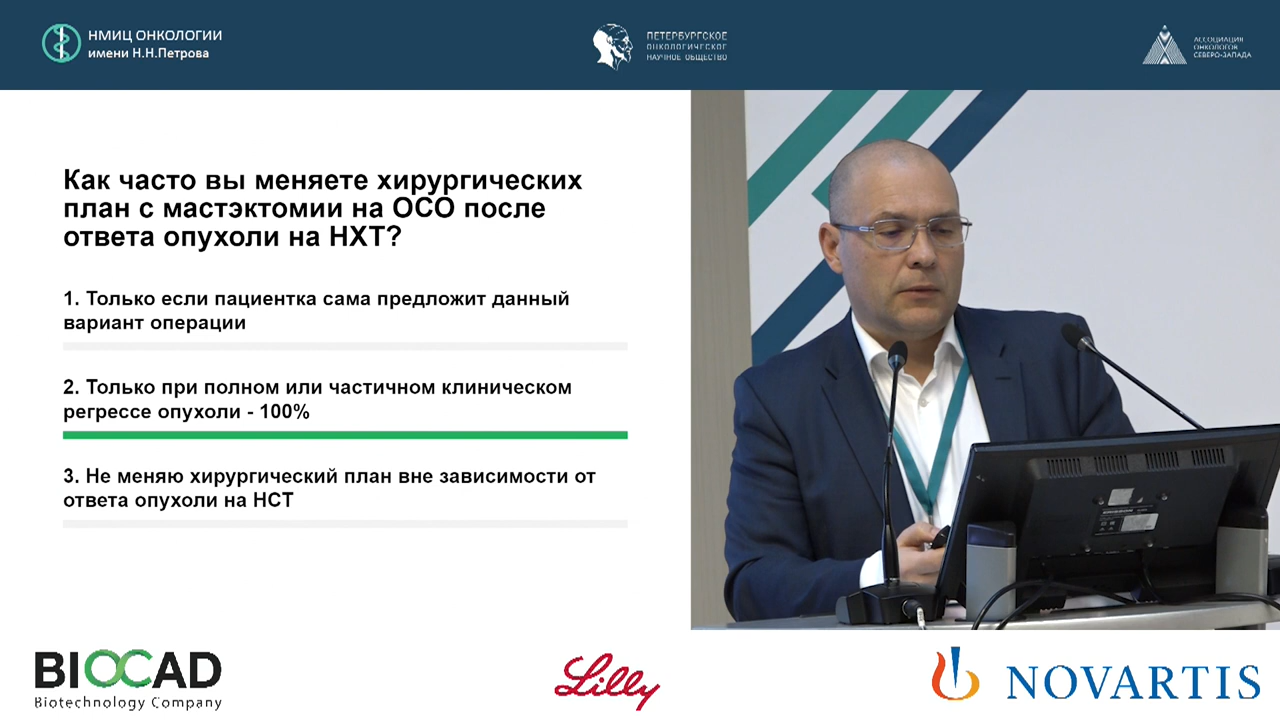 НМИЦ ОНКОЛОГИИ
имени Н.Н.Петрова
ПЕТЕРБУРГСКОЕ
ОНКОЛОГИЧЕСКОЕ
НАУЧНОЕ ОБЩЕСТВО
АССОЦИАЦИЯ
ОНКОЛОГОВ
СЕВЕРО-ЗАПАДА
Как часто вы меняете хирургических
план с мастэктомии на ОСО после
ответа опухоли на НХТ?
1. Только если пациентка сама предложит данный
вариант операции
2. Только при полном или частичном клиническом
регрессе опухоли - 100%
3. Не меняю хирургический план вне зависимости от
ответа опухоли на НСТ
BIOCAD
Biotechnology Company
Lilly
NOVARTIS